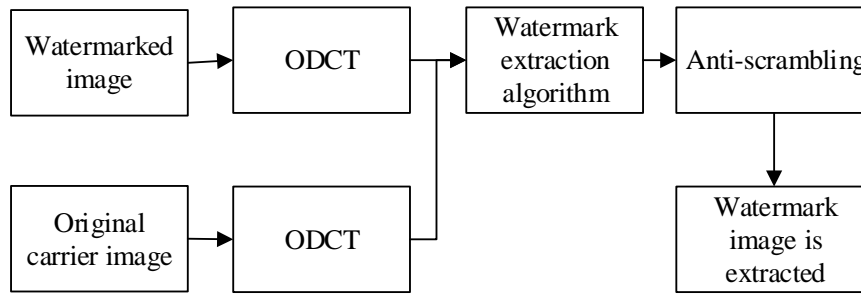 Watermarked
image
ODCT
Watermark
extraction
algorithm
Anti-scrambling
Original
carrier image
ODCT
Watermark
image is
extracted